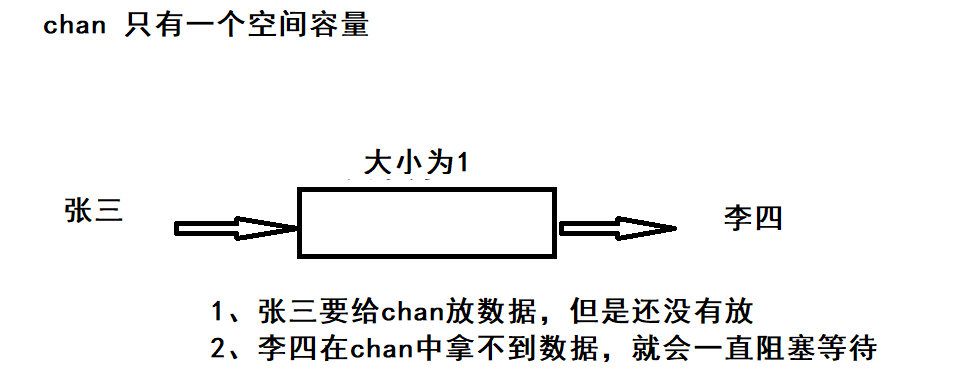 chan 只有一个空间容量
大小为1
张三
李四
1、张三要给chan放数据，但是还没有放
2、李四在chan中拿不到数据，就会一直阻塞等待